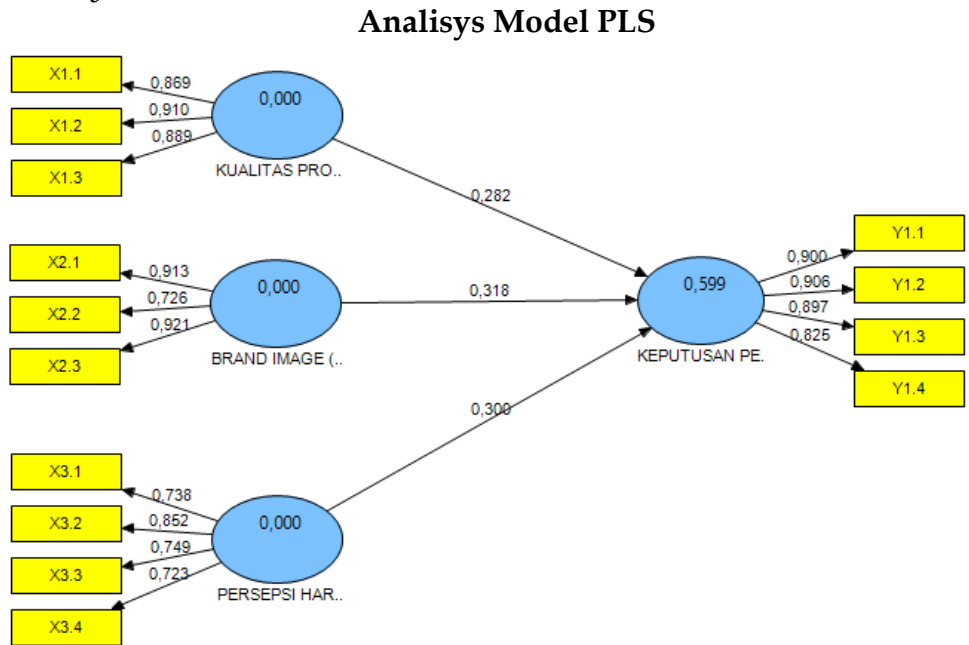 Analisys Model PLS
X1.1
X1.2
X1.3
0,869
0,910
0,889
0,000
KUALITAS PRO..
0,282
X2.1
X2.2
X2.3
0,913
0,726
0,921
0,000
BRAND IMAGE (..
0,318
X3.1
X3.2
X3.3
X3.4
0,738
0,852
0,749
0,723
0,000
PERSEPSI HAR..
0,300
0,599
KEPUTUSAN PE.
0,900
0,906
0,897
0,825
Y1.1
Y1.2
Y1.3
Y1.4